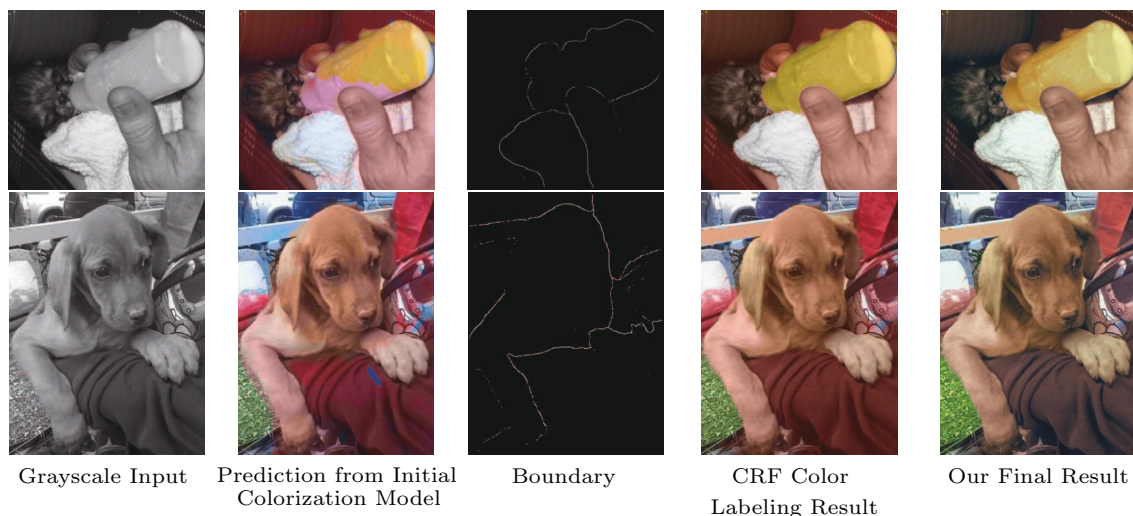 Grayscale Input
Prediction from Initial
Colorization Model
Boundary
CRF Color
Labeling Result
Our Final Result